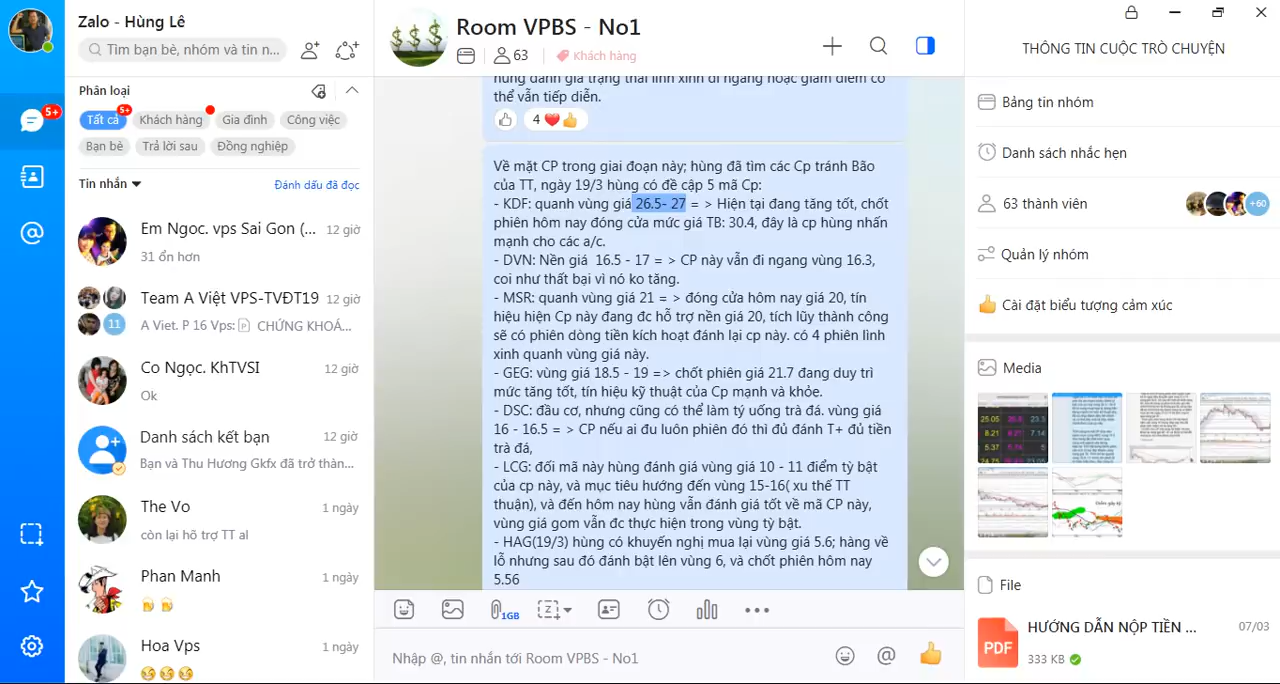 Zalo - Hùng Lê
Tìm bạn bè, nhóm và tin n...
Phân loại
Tất cả
5+
Khách hàng
Gia đình
Công việc
Bạn bè
Trả lời sau
Đồng nghiệp
Tin nhắn
Đánh dấu đã đọc
5+
Em Ngoc. vps Sai Gon (...
12 giờ
31 ổn hơn
Team A Việt VPS-TVĐT19
12 giờ
11
A Viet. P 16 Vps: CHỨNG KHOÁ...
Co Ngọc. KhTVSI
12 giờ
Ok
Danh sách kết bạn
12 giờ
Bạn và Thu Hương Gkfx đã trở thàn...
The Vo
1 ngày
còn lại hỗ trợ TT al
Phan Manh
1 ngày
🍺 🍺
Hoa Vps
1 ngày
Room VPBS - No1
63
Khách hàng
hùng đánh giá trạng thái lình xình đi ngang hoặc giảm điểm có
thể vẫn tiếp diễn.
4
Về mặt CP trong giai đoạn này; hùng đã tìm các Cp tránh Bão
của TT, ngày 19/3 hùng có đề cập 5 mã Cp:
- KDF: quanh vùng giá 26.5- 27 = > Hiện tại đang tăng tốt, chốt
phiên hôm nay đóng cửa mức giá TB: 30.4, đây là cp hùng nhấn
mạnh cho các a/c.
- DVN: Nền giá  16.5 - 17 = > CP này vẫn đi ngang vùng 16.3,
coi như thất bại vì nó ko tăng.
- MSR: quanh vùng giá 21 = > đóng cửa hôm nay giá 20, tín
hiệu hiện Cp này đang đc hỗ trợ nền giá 20, tích lũy thành công
sẽ có phiên dòng tiền kích hoạt đánh lại cp này. có 4 phiên lình
xinh quanh vùng giá này.
- GEG: vùng giá 18.5 - 19 => chốt phiên giá 21.7 đang duy trì
mức tăng tốt, tín hiệu kỹ thuật của Cp mạnh và khỏe.
- DSC: đầu cơ, nhưng cũng có thể làm tý uống trà đá. vùng giá
16 - 16.5 = > CP nếu ai đu luôn phiên đó thì đủ đánh T+ đủ tiền
trà đá,
- LCG: đối mã này hùng đánh giá vùng giá 10 - 11 điểm tỳ bật
của cp này, và mục tiêu hướng đến vùng 15-16( xu thế TT
thuận), và đến hôm nay hùng vẫn đánh giá tốt về mã CP này,
vùng giá gom vẫn đc thực hiện trong vùng tỳ bật.
- HAG(19/3) hùng có khuyến nghị mua lại vùng giá 5.6; hàng về
lỗ nhưng sau đó đánh bật lên vùng 6, và chốt phiên hôm nay
5.56
1GB
Nhập @, tin nhắn tới Room VPBS - No1
THÔNG TIN CUỘC TRÒ CHUYỆN
Bảng tin nhóm
Danh sách nhắc hẹn
63 thành viên
+60
Quản lý nhóm
Cài đặt biểu tượng cảm xúc
Media
File
PDF
HƯỚNG DẪN NỘP TIỀN ...
07/03
333 KB